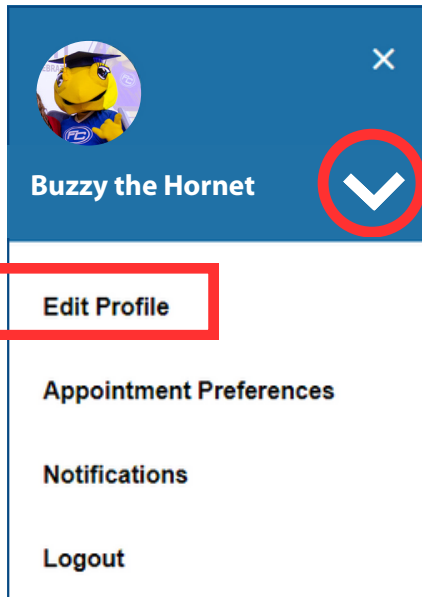 Buzzy the Hornet
Edit Profile
Appointment Preferences
Notifications
Logout